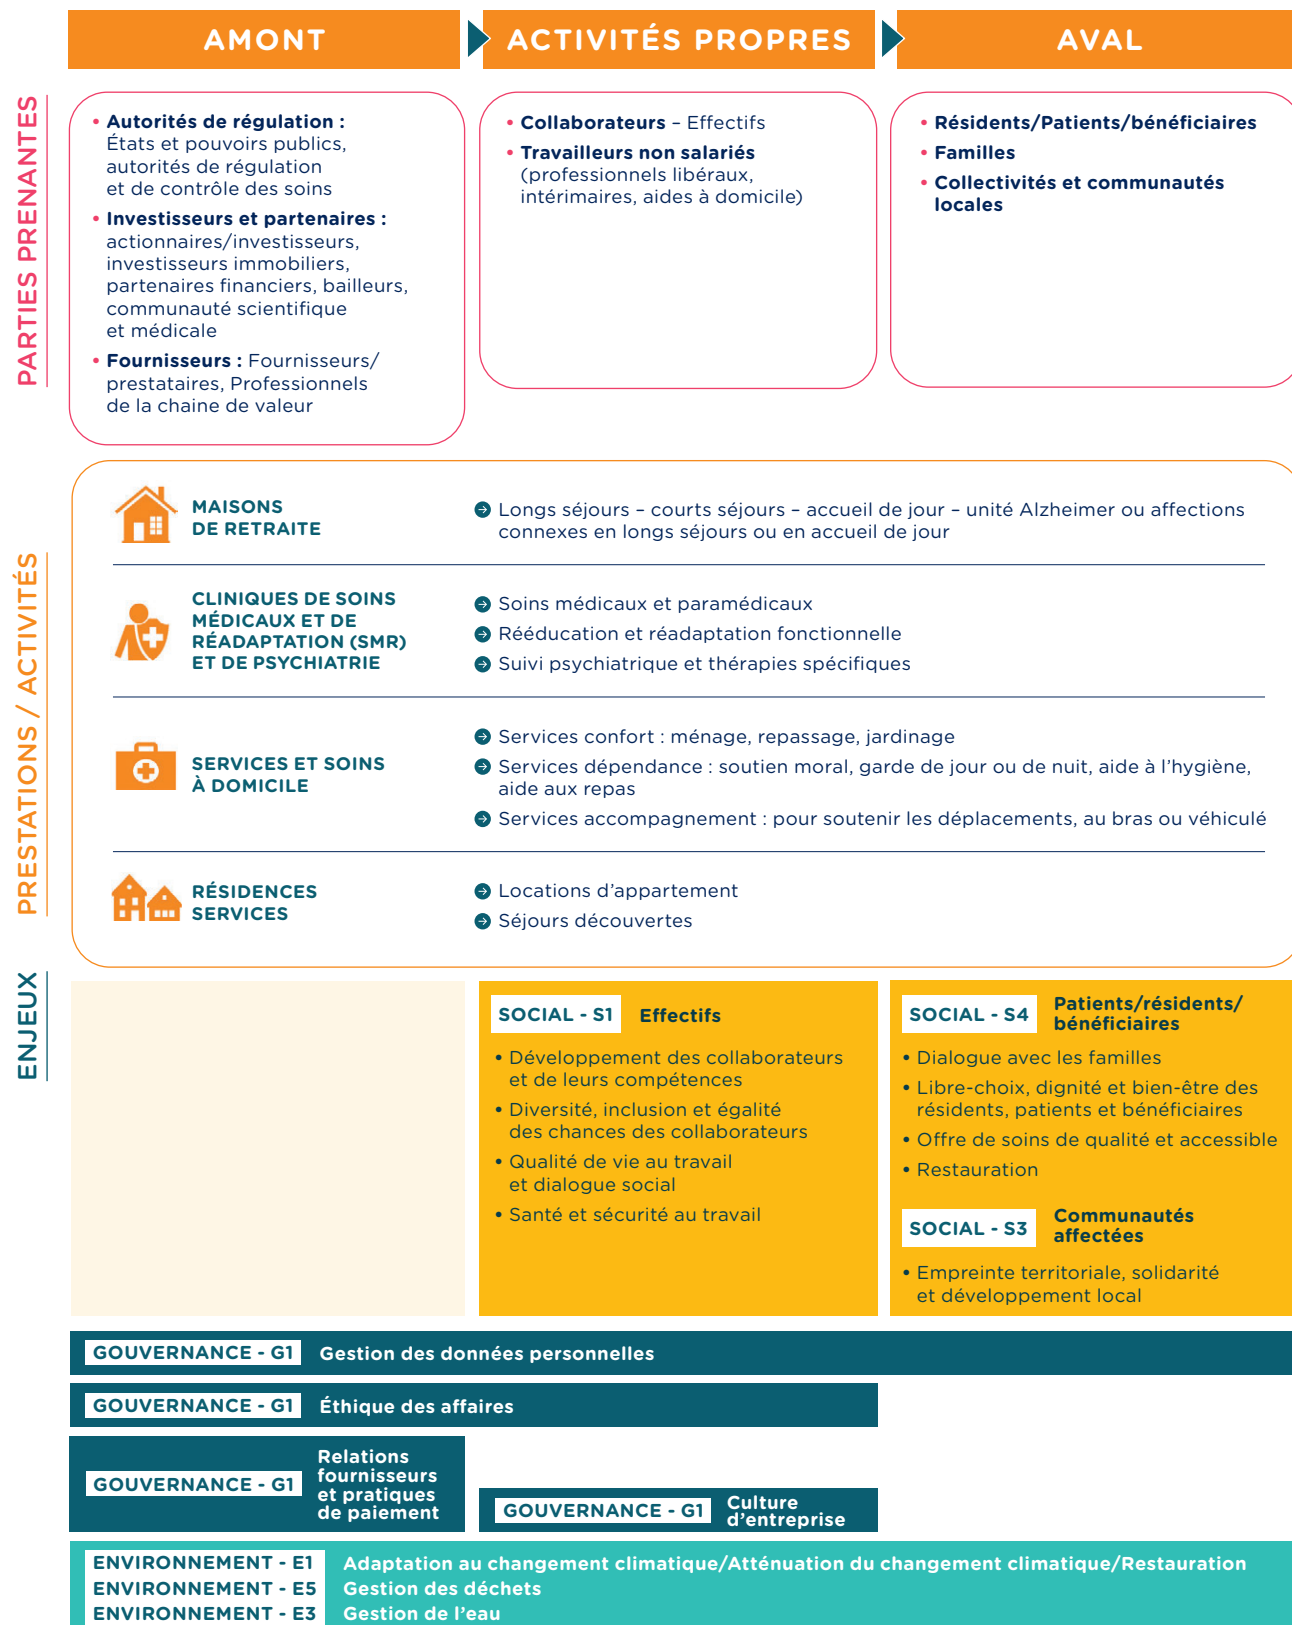 AMONT
ACTIVITÉS PROPRES
AVAL
PARTIES PRENANTES
• Autorités de régulation :
États et pouvoirs publics,
autorités de régulation
et de contrôle des soins
• Investisseurs et partenaires :
actionnaires/investisseurs,
investisseurs immobiliers,
partenaires financiers, bailleurs,
communauté scientifique
et médicale
• Fournisseurs : Fournisseurs/
prestataires, Professionnels
de la chaine de valeur
• Collaborateurs – Effectifs
• Travailleurs non salariés
(professionnels libéraux,
intérimaires, aides à domicile)
• Résidents/Patients/bénéficiaires
• Familles
• Collectivités et communautés
locales
PRESTATIONS / ACTIVITÉS
MAISONS
DE RETRAITE
Longs séjours – courts séjours – accueil de jour – unité Alzheimer ou affections
connexes en longs séjours ou en accueil de jour
CLINIQUES DE SOINS
MÉDICAUX ET DE
RÉADAPTATION (SMR)
ET DE PSYCHIATRIE
Soins médicaux et paramédicaux
Rééducation et réadaptation fonctionnelle
Suivi psychiatrique et thérapies spécifiques
SERVICES ET SOINS
À DOMICILE
Services confort : ménage, repassage, jardinage
Services dépendance : soutien moral, garde de jour ou de nuit, aide à l’hygiène,
aide aux repas
Services accompagnement : pour soutenir les déplacements, au bras ou véhiculé
RÉSIDENCES
SERVICES
Locations d’appartement
Séjours découvertes
ENJEUX
SOCIAL - S1
Effectifs
• Développement des collaborateurs
et de leurs compétences
• Diversité, inclusion et égalité
des chances des collaborateurs
• Qualité de vie au travail
et dialogue social
• Santé et sécurité au travail
SOCIAL - S4
Patients/résidents/
bénéficiaires
• Dialogue avec les familles
• Libre-choix, dignité et bien-être des
résidents, patients et bénéficiaires
• Offre de soins de qualité et accessible
• Restauration
SOCIAL - S3
Communautés
affectées
• Empreinte territoriale, solidarité
et développement local
GOUVERNANCE - G1 Gestion des données personnelles
GOUVERNANCE - G1 Éthique des affaires
GOUVERNANCE - G1
Relations
fournisseurs
et pratiques
de paiement
GOUVERNANCE - G1
Culture
d’entreprise
ENVIRONNEMENT - E1 Adaptation au changement climatique/Atténuation du changement climatique/Restauration
ENVIRONNEMENT - E5 Gestion des déchets
ENVIRONNEMENT - E3 Gestion de l’eau